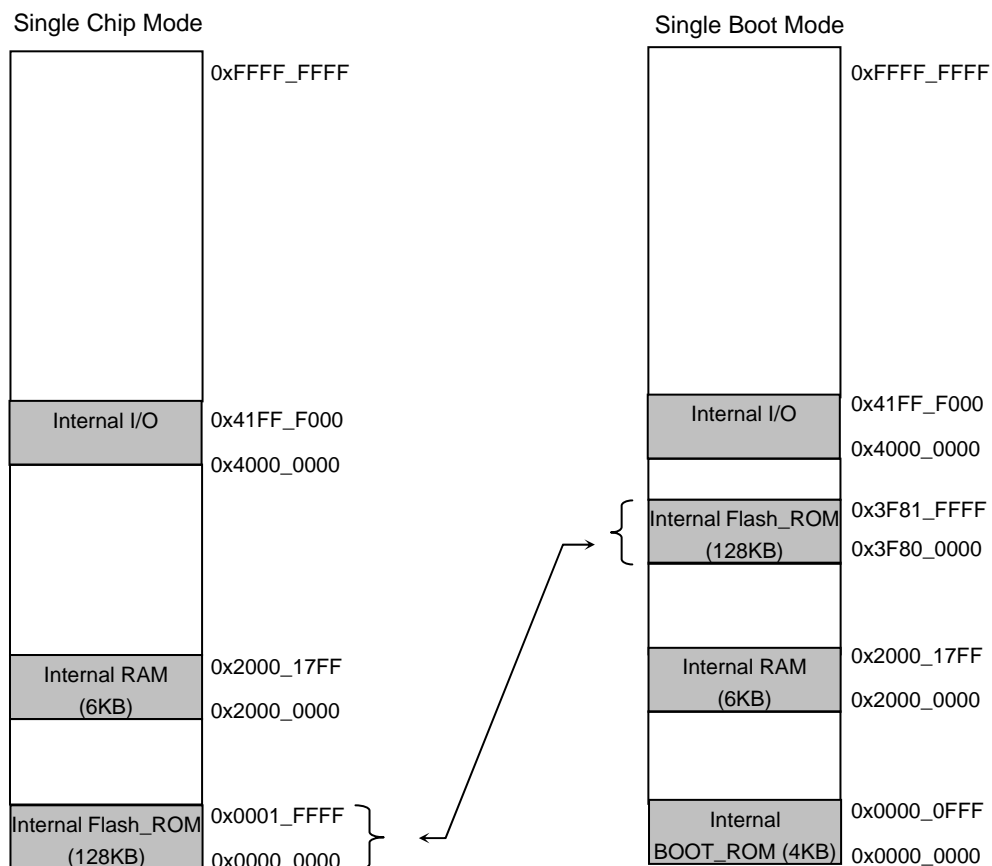 Single Chip Mode
0xFFFF_FFFF
Internal I/O
0x41FF_F000
0x4000_0000
Internal RAM
(6KB)
0x2000_17FF
0x2000_0000
Internal Flash_ROM
(128KB)
0x0001_FFFF
0x0000_0000
Single Boot Mode
0xFFFF_FFFF
Internal I/O
0x41FF_F000
0x4000_0000
Internal Flash_ROM
(128KB)
0x3F81_FFFF
0x3F80_0000
Internal RAM
(6KB)
0x2000_17FF
0x2000_0000
Internal
BOOT_ROM (4KB)
0x0000_0FFF
0x0000_0000